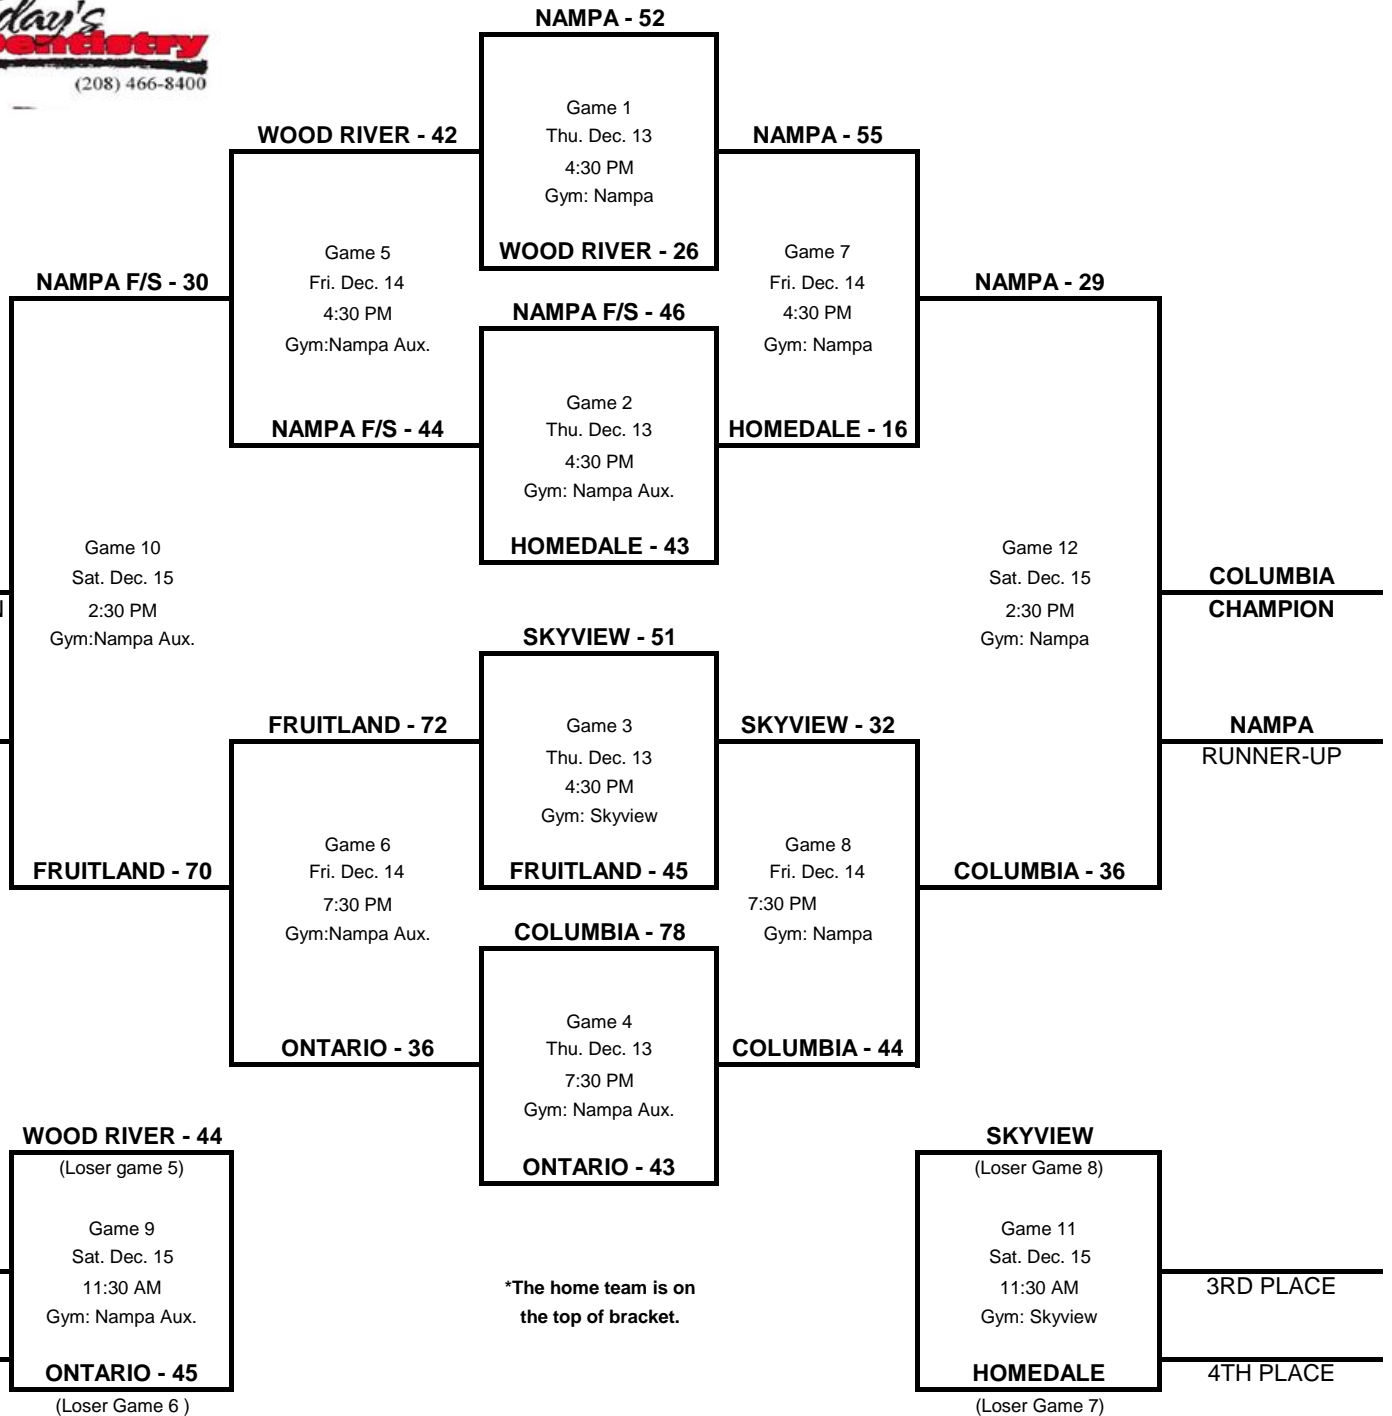 (208) 466-8400
NAMPA - 52
Game 1
Thu. Dec. 13
4:30 PM
Gym: Nampa
WOOD RIVER - 26
WOOD RIVER - 42
NAMPA - 55
Game 5
Fri. Dec. 14
4:30 PM
Gym:Nampa Aux.
Game 7
Fri. Dec. 14
4:30 PM
Gym: Nampa
NAMPA F/S - 30
NAMPA - 29
NAMPA F/S - 46
Game 2
Thu. Dec. 13
4:30 PM
Gym: Nampa Aux.
HOMEDALE - 43
NAMPA F/S - 44
HOMEDALE - 16
Game 10
Sat. Dec. 15
2:30 PM
Gym:Nampa Aux.
Game 12
Sat. Dec. 15
2:30 PM
Gym: Nampa
COLUMBIA
CHAMPION
SKYVIEW - 51
Game 3
Thu. Dec. 13
4:30 PM
Gym: Skyview
FRUITLAND - 45
FRUITLAND - 72
SKYVIEW - 32
NAMPA
RUNNER-UP
Game 6
Fri. Dec. 14
7:30 PM
Gym:Nampa Aux.
Game 8
Fri. Dec. 14
7:30 PM
Gym: Nampa
FRUITLAND - 70
COLUMBIA - 36
COLUMBIA - 78
Game 4
Thu. Dec. 13
7:30 PM
Gym: Nampa Aux.
ONTARIO - 43
ONTARIO - 36
COLUMBIA - 44
WOOD RIVER - 44
(Loser game 5)
Game 9
Sat. Dec. 15
11:30 AM
Gym: Nampa Aux.
ONTARIO - 45
(Loser Game 6 )
*The home team is on
the top of bracket.
SKYVIEW
(Loser Game 8)
Game 11
Sat. Dec. 15
11:30 AM
Gym: Skyview
HOMEDALE
(Loser Game 7)
3RD PLACE
4TH PLACE